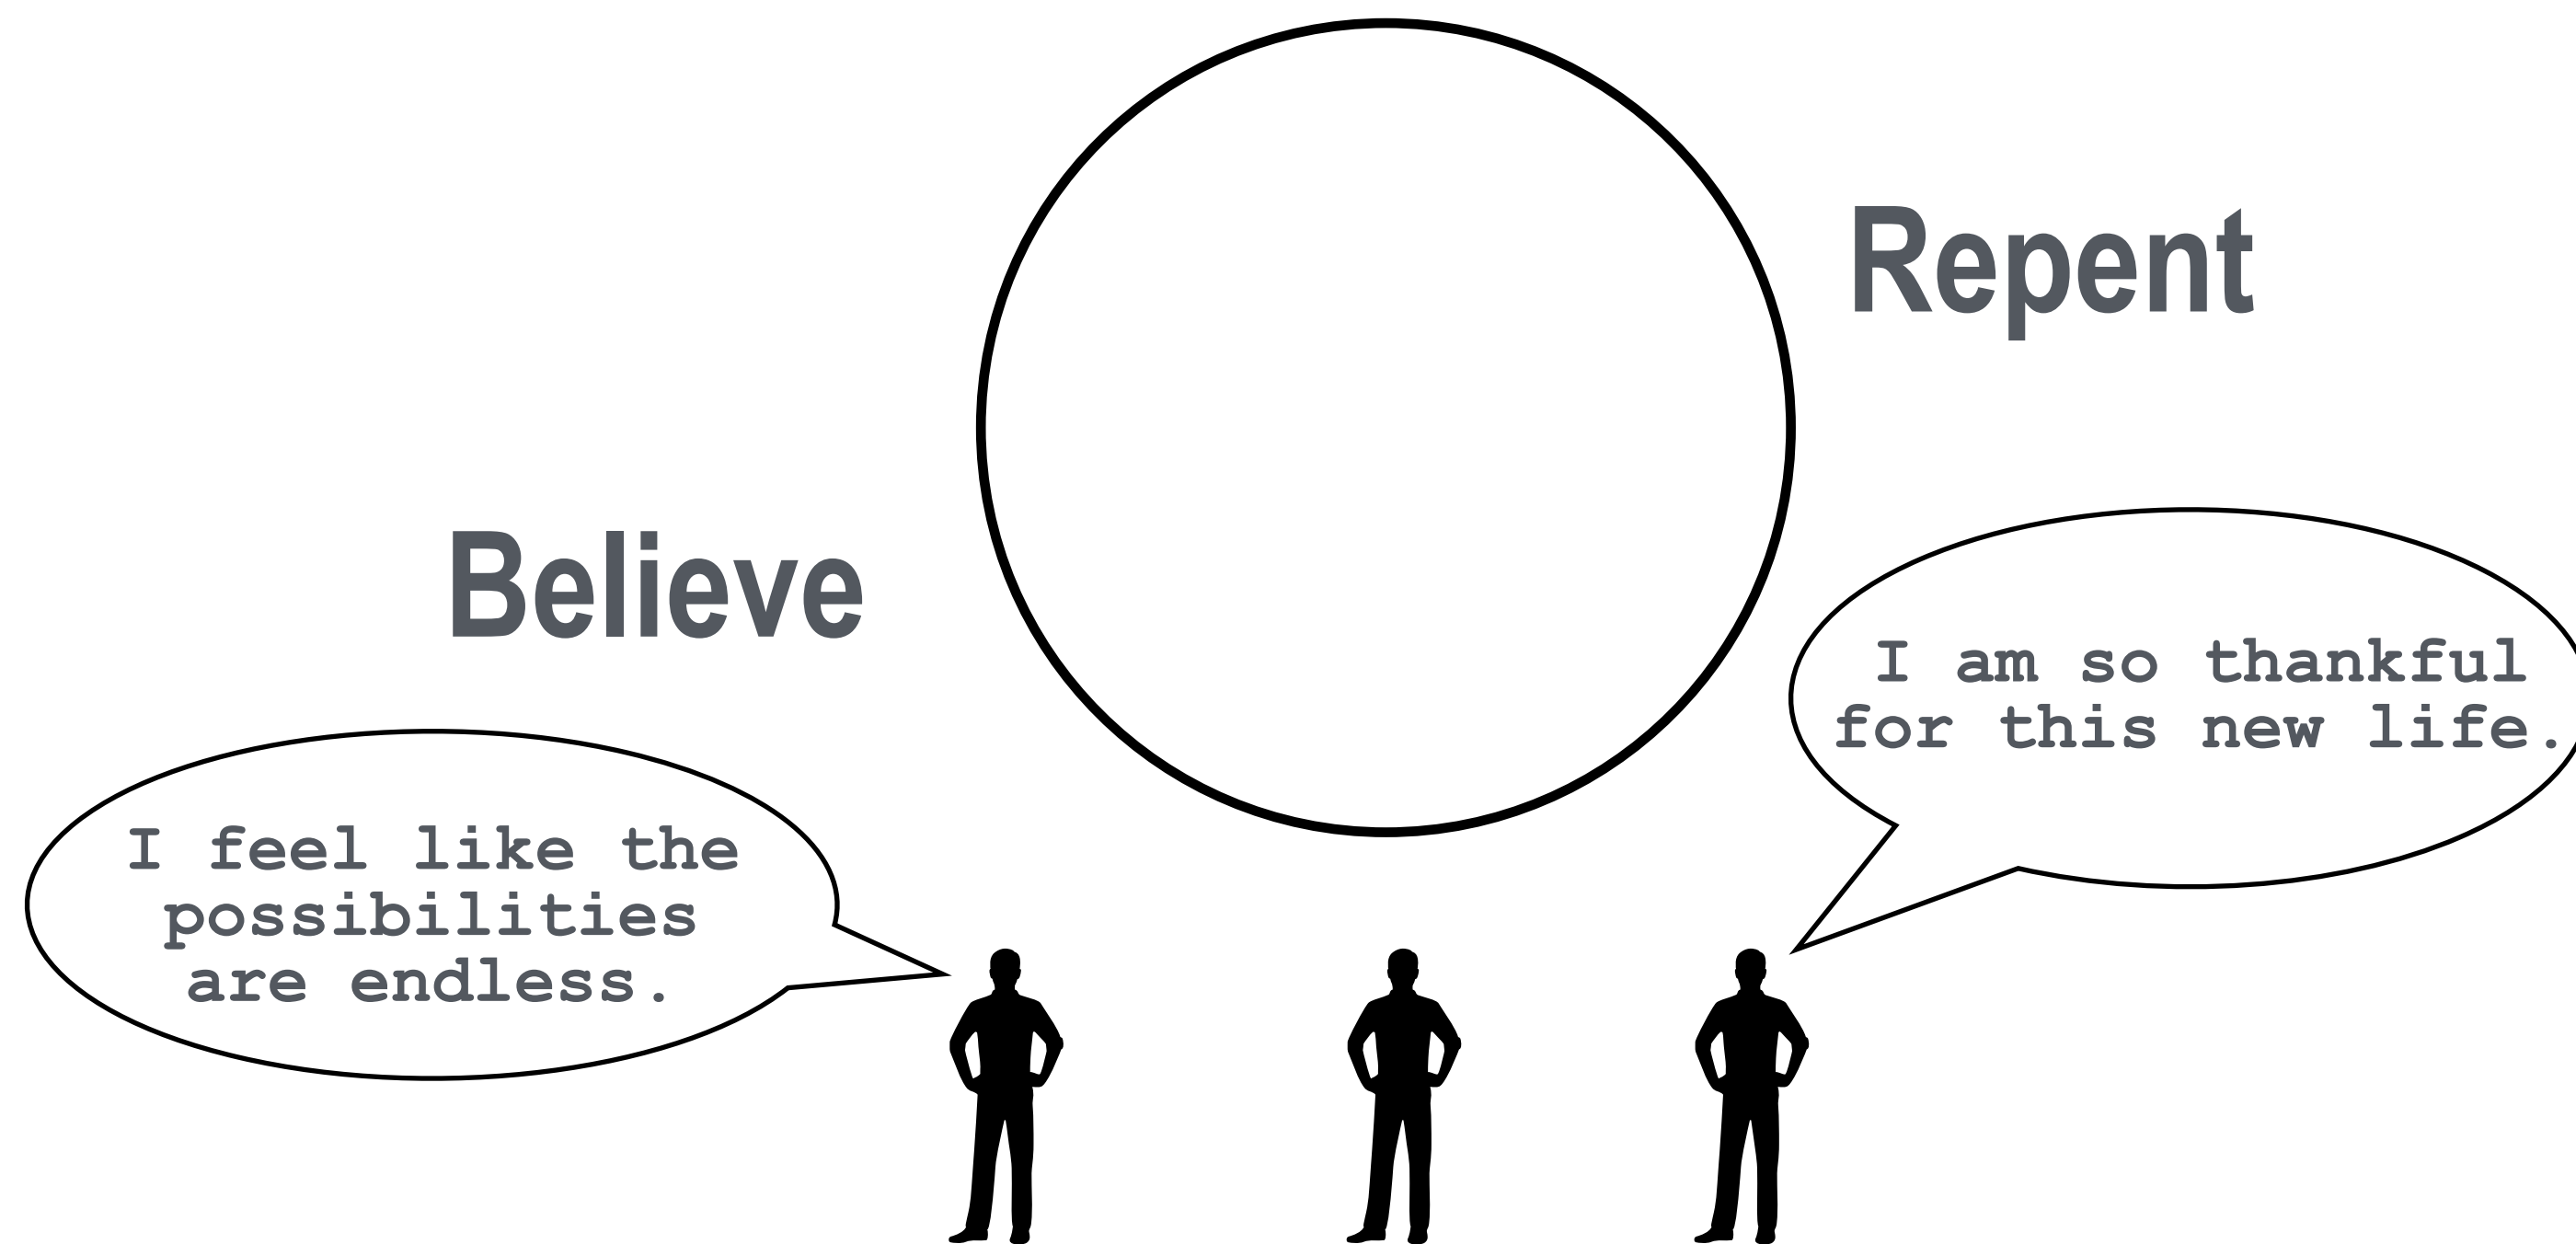 Repent
Believe
I am so thankful
for this new life.
I feel like the
possibilities
are endless.